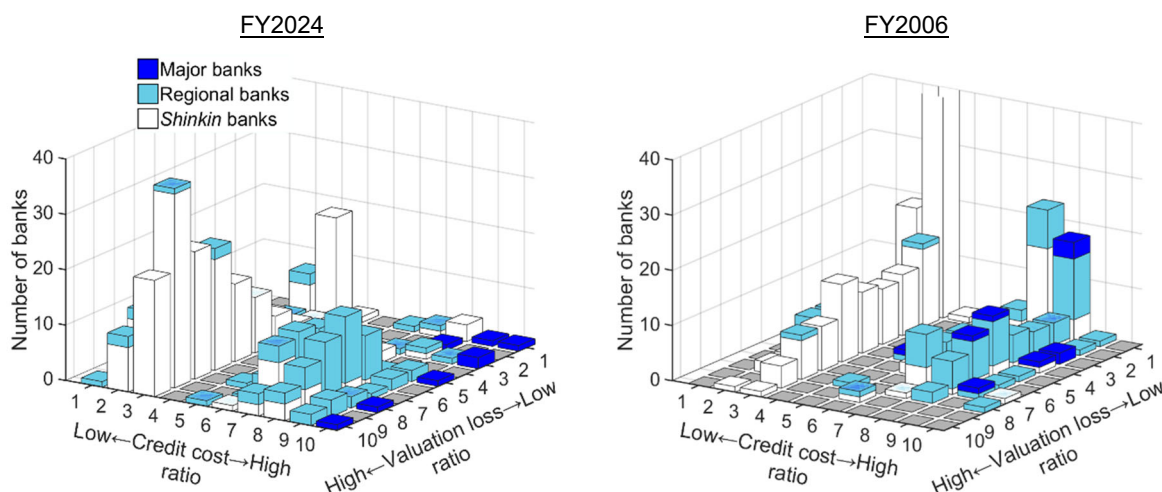 FY2024
Major banks
Regional banks
Shinkin banks
Number of banks
40
30
20
10
0
1 2 3 4 5 6 7 8 9 10
Low←Credit cost→High
ratio
10 9 8 7 6 5 4 3 2 1
High←Valuation loss→Low
ratio
FY2006
Number of banks
40
30
20
10
0
1 2 3 4 5 6 7 8 9 10
Low←Credit cost→High
ratio
10 9 8 7 6 5 4 3 2 1
High←Valuation loss→Low
ratio